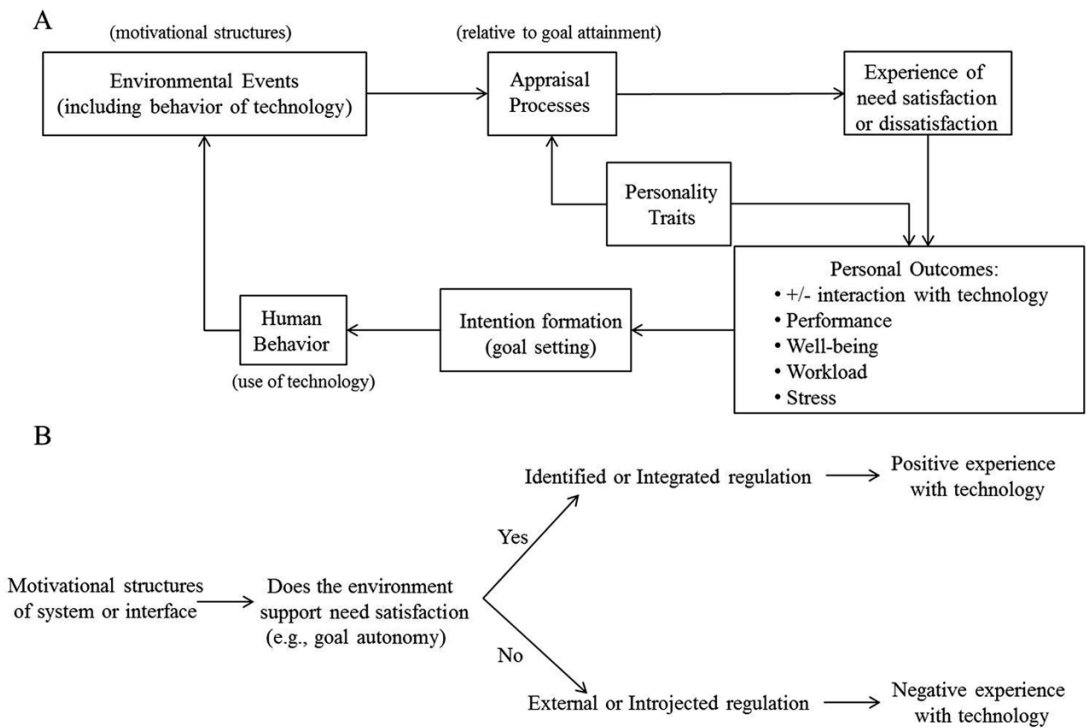 A
(motivational structures)
(relative to goal attainment)
Environmental Events
(including behavior of technology)
Appraisal
Processes
Experience of
need satisfaction
or dissatisfaction
Personality
Traits
Personal Outcomes:
• +/- interaction with technology
• Performance
• Well-being
• Workload
• Stress
Intention formation
(goal setting)
Human
Behavior
(use of technology)
B
Motivational structures
of system or interface
Does the environment
support need satisfaction
(e.g., goal autonomy)
Yes
Identified or Integrated regulation
Positive experience
with technology
No
External or Introjected regulation
Negative experience
with technology